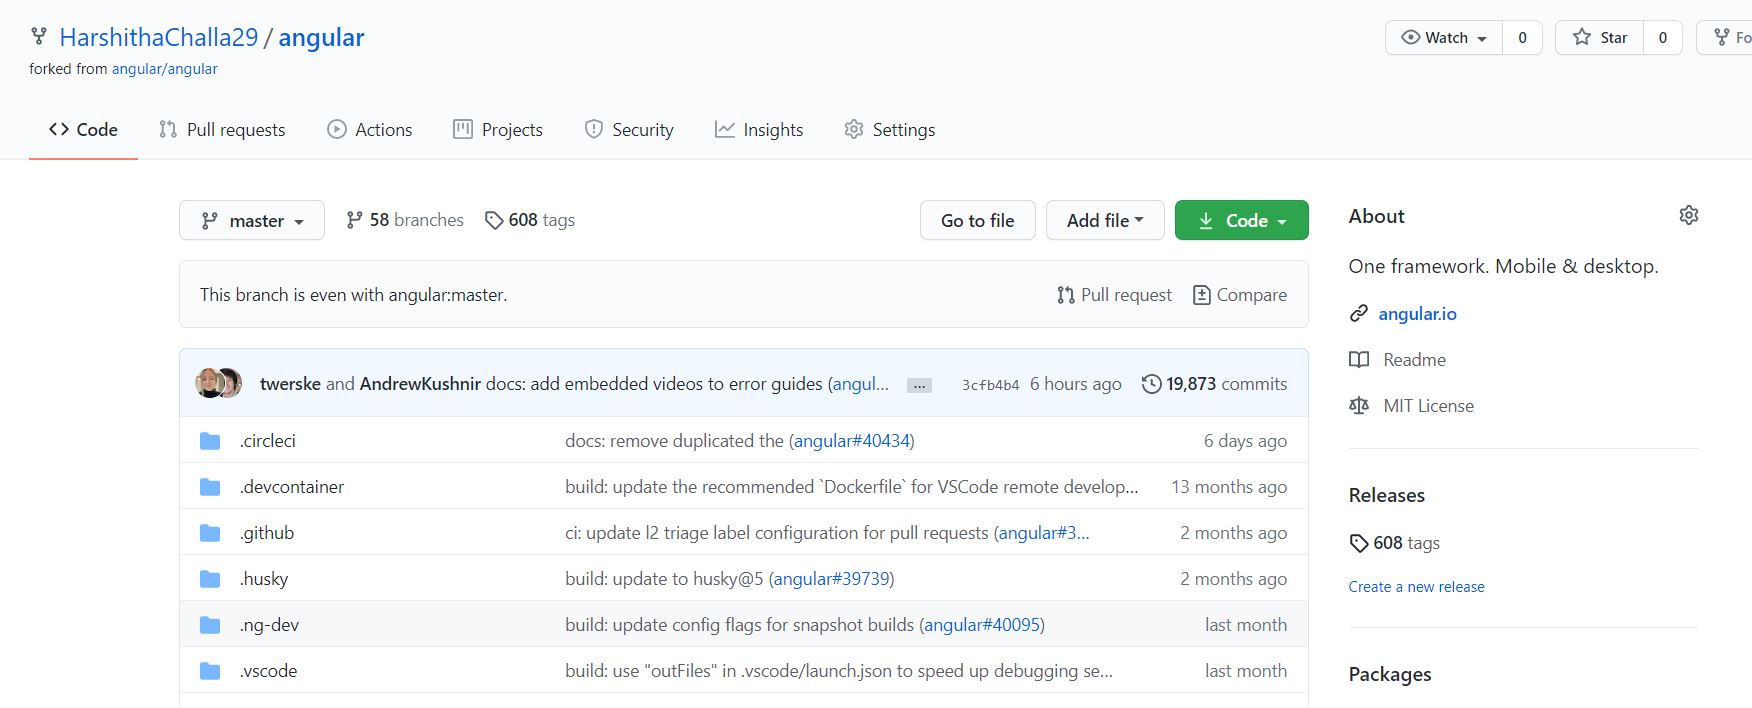 HarshithaChalla29 / angular
forked from angular/angular
Watch 0
Star 0
Fo
Code
Pull requests
Actions
Projects
Security
Insights
Settings
master
58 branches
608 tags
Go to file
Add file
Code
This branch is even with angular:master.
Pull request
Compare
twerske and AndrewKushnir docs: add embedded videos to error guides (angul... ... 3cfb4b4 6 hours ago 19,873 commits
.circleci docs: remove duplicated the (angular#40434) 6 days ago
.devcontainer build: update the recommended `Dockerfile` for VSCode remote develop... 13 months ago
.github ci: update l2 triage label configuration for pull requests (angular#3... 2 months ago
.husky build: update to husky@5 (angular#39739) 2 months ago
.ng-dev build: update config flags for snapshot builds (angular#40095) last month
.vscode build: use "outFiles" in .vscode/launch.json to speed up debugging se... last month
About
One framework. Mobile & desktop.
angular.io
Readme
MIT License
Releases
608 tags
Create a new release
Packages